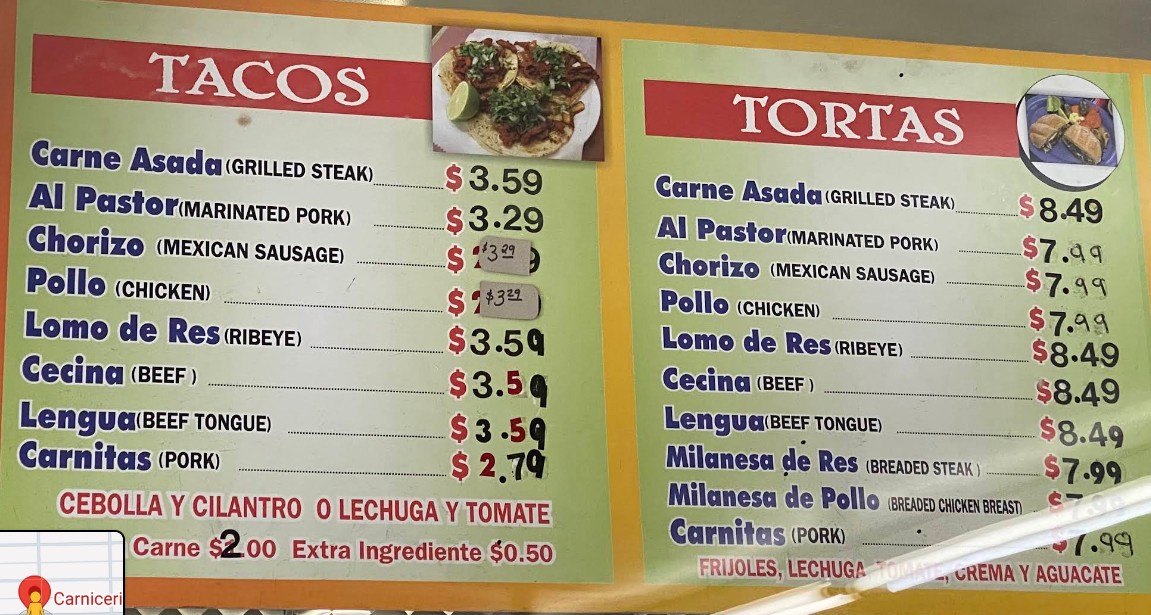 TACOS
Carne Asada (GRILLED STEAK) $3.59
Al Pastor (MARINATED PORK) $3.29
Chorizo (MEXICAN SAUSAGE) $3.29
Pollo (CHICKEN) $3.29
Lomo de Res (RIBEYE) $3.59
Cecina (BEEF) $3.59
Lengua (BEEF TONGUE) $3.59
Carnitas (PORK) $2.79
CEBOLLA Y CILANTRO O LECHUGA Y TOMATE
Carne $2.00 Extra Ingrediente $0.50
Carniceri
TORTAS
Carne Asada (GRILLED STEAK) $8.49
Al Pastor (MARINATED PORK) $7.99
Chorizo (MEXICAN SAUSAGE) $7.99
Pollo (CHICKEN) $7.99
Lomo de Res (RIBEYE) $8.49
Cecina (BEEF) $8.49
Lengua (BEEF TONGUE) $8.49
Milanesa de Res (BREADED STEAK) $7.99
Milanesa de Pollo (BREADED CHICKEN BREAST) $7.99
Carnitas (PORK) $7.99
FRIJOLES, LECHUGA, TOMATE, CREMA Y AGUACATE